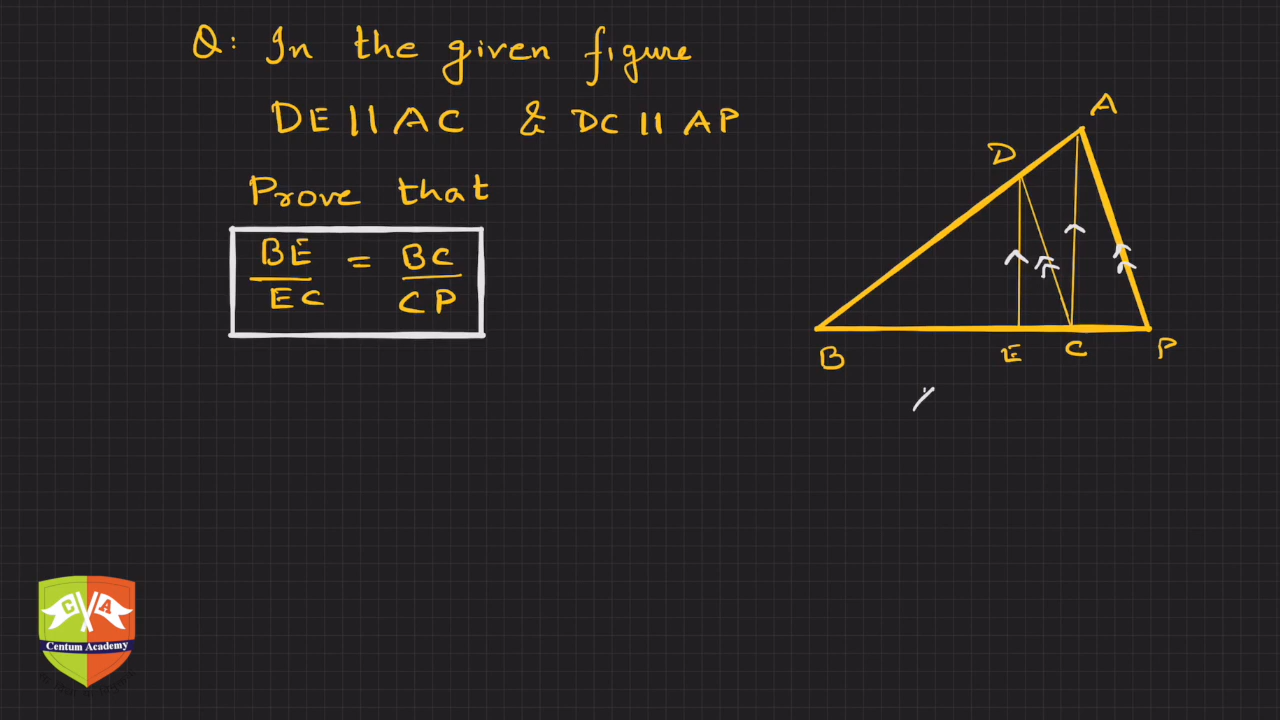 Q: In the given figure
DE || AC & DC || AP
Prove that
BE/EC = BC/CP
A
D
B E C P
C A
Centum Academy